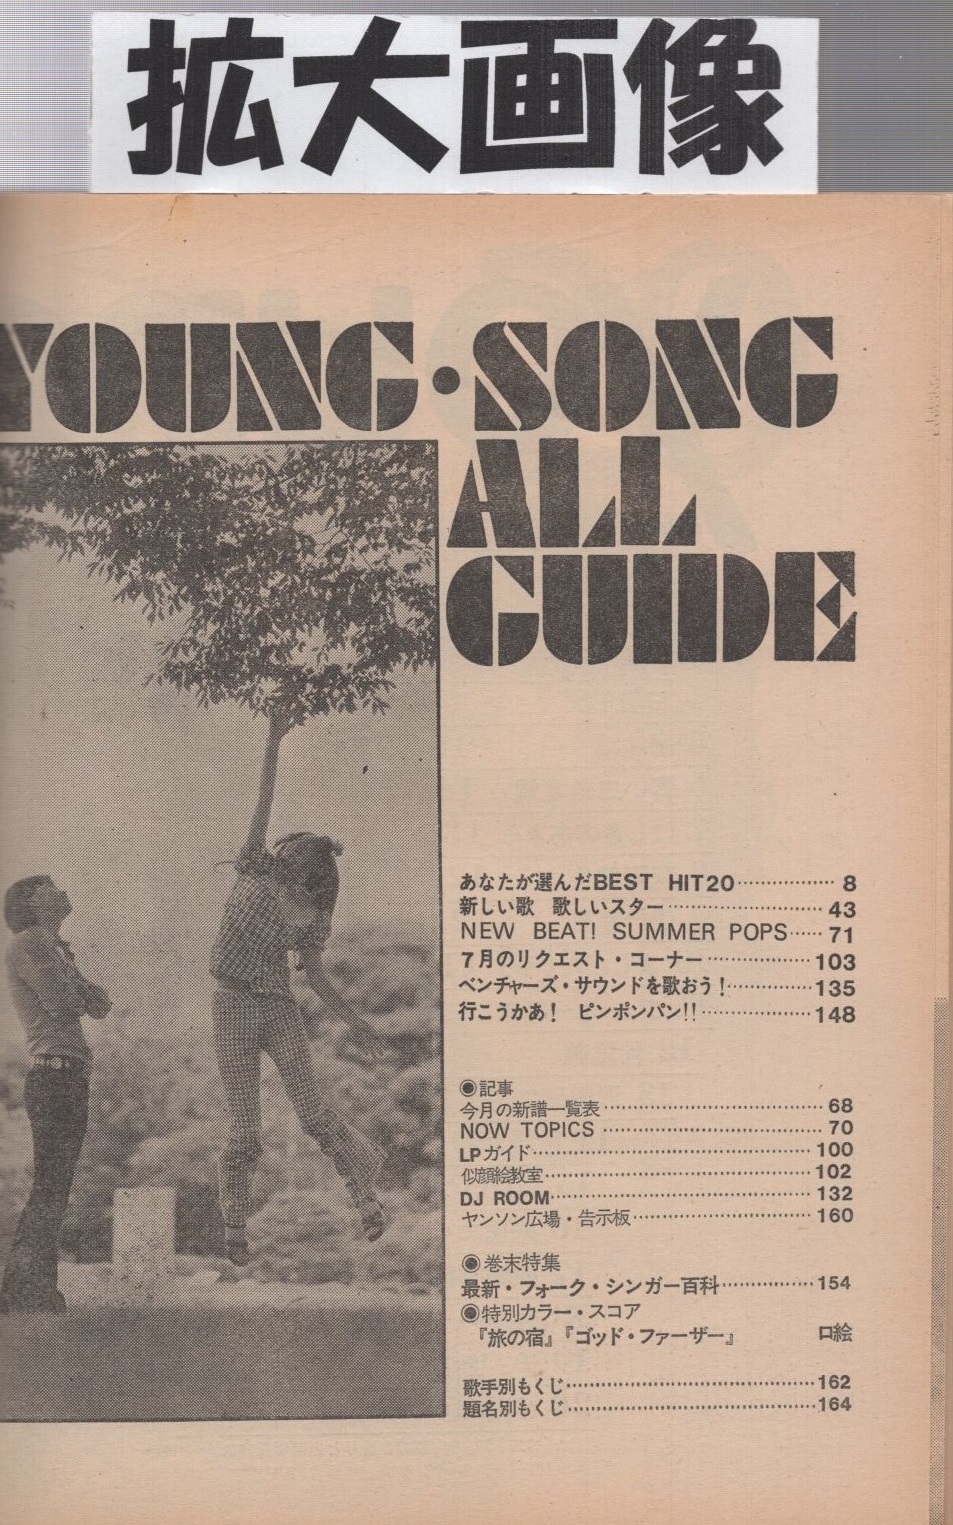 拡大画像
YOUNG・SONG
ALL
GUIDE
あなたが選んだBEST HIT20………………8
新しい歌 歌しいスター………………43
NEW BEAT! SUMMER POPS……71
7月のリクエスト・コーナー………………103
ベンチャーズ・サウンドを歌おう!………………135
行こうかあ! ピンポンパン!!………………148
◉記事
今月の新譜一覧表………………68
NOW TOPICS………………70
LPガイド………………100
似顔絵教室………………102
DJ ROOM………………132
ヤンソン広場・告示板………………160
◉巻末特集
最新・フォーク・シンガー百科………………154
◉特別カラー・スコア
『旅の宿』『ゴッド・ファーザー』 口絵
歌手別もくじ………………162
題名別もくじ………………164